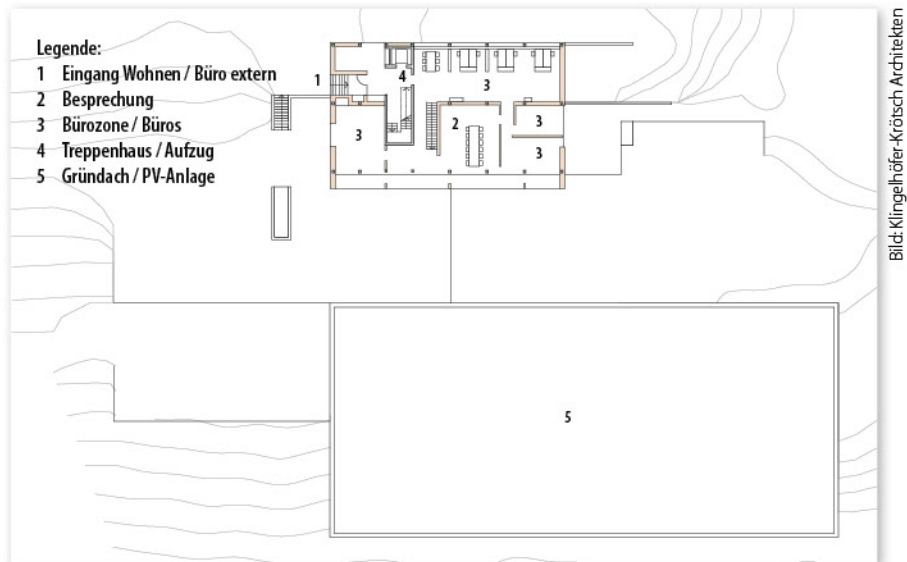 Legende:
1 Eingang Wohnen / Büro extern
2 Besprechung
3 Bürozone / Büros
4 Treppenhaus / Aufzug
5 Gründach / PV-Anlage
1
4
3
3
2
3
3
5
Bild: Klingelhöfer-Krötsch Architekten